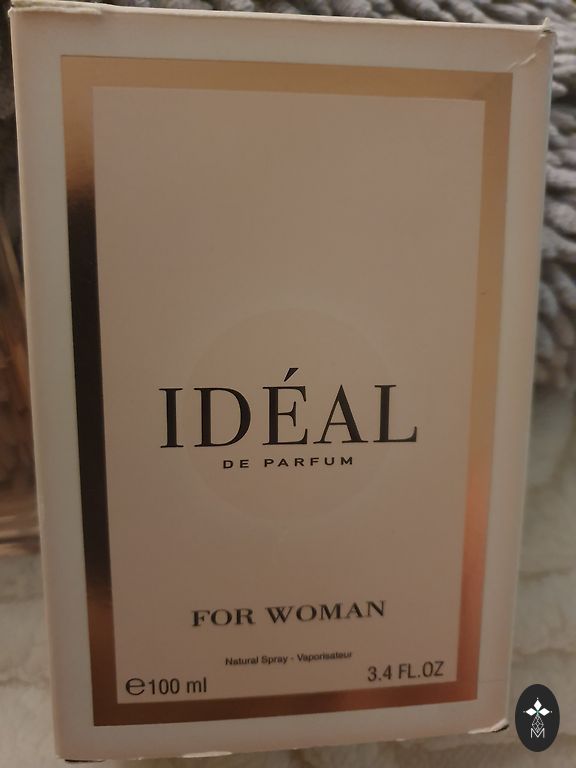 IDÉAL
DE PARFUM
FOR WOMAN
Natural Spray - Vaporisateur
℮100 ml 3.4 FL.OZ
M